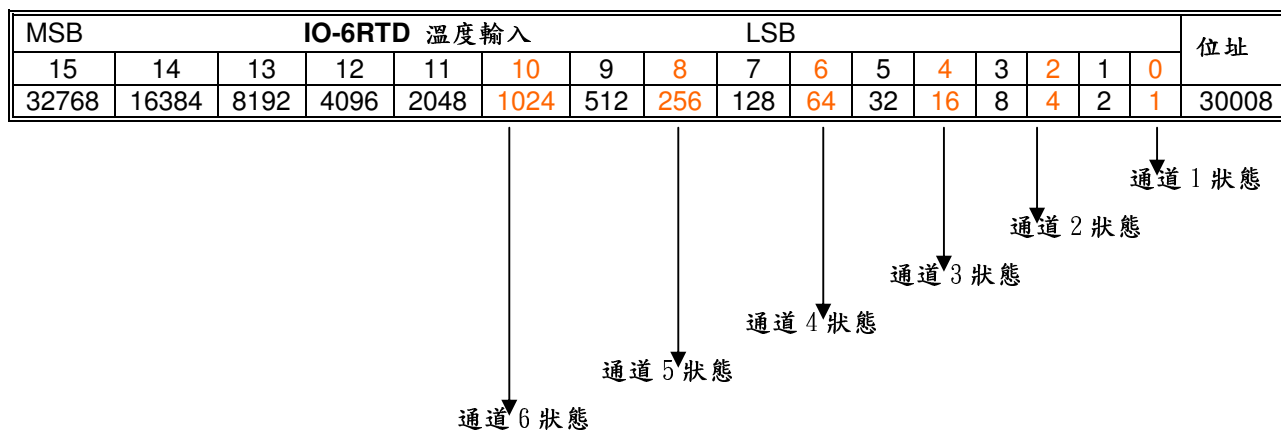 MSB IO-6RTD 溫度輸入 LSB 位址
15 14 13 12 11 10 9 8 7 6 5 4 3 2 1 0
32768 16384 8192 4096 2048 1024 512 256 128 64 32 16 8 4 2 1 30008
通道 1 狀態
通道 2 狀態
通道 3 狀態
通道 4 狀態
通道 5 狀態
通道 6 狀態